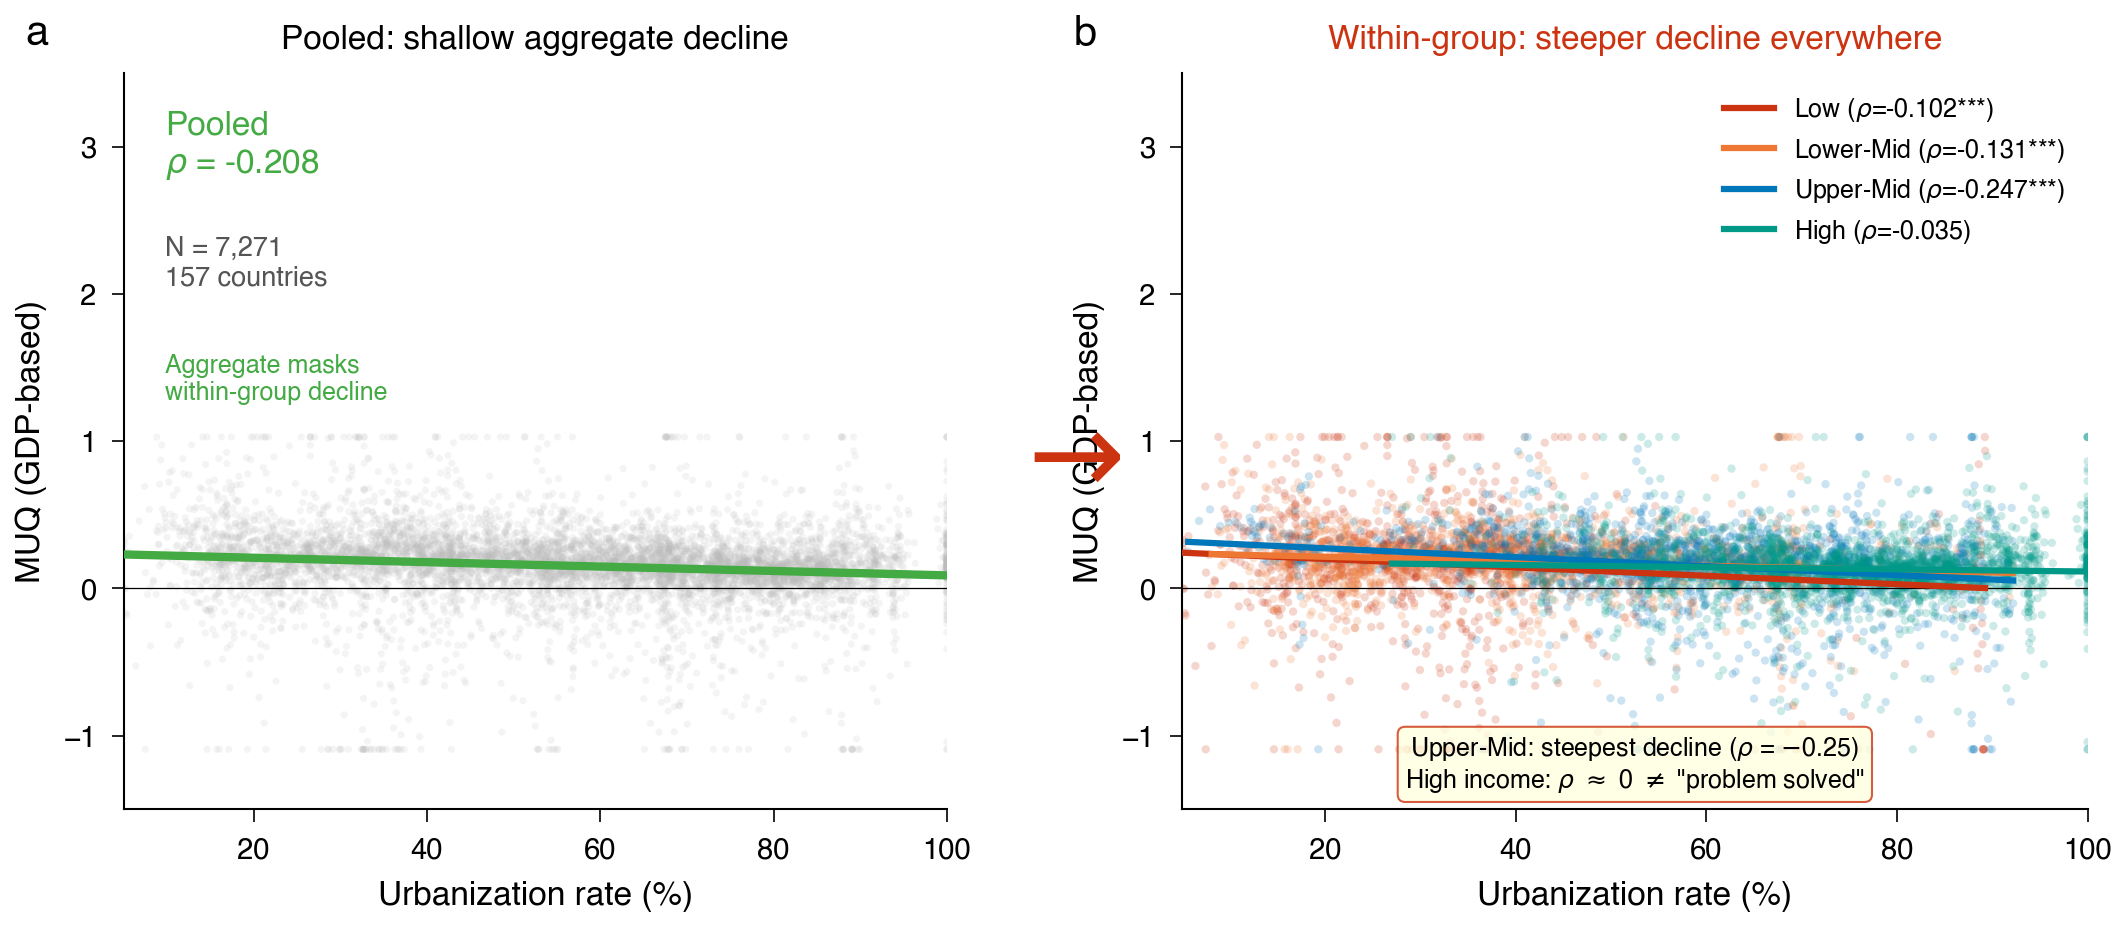 a
Pooled: shallow aggregate decline
Pooled
ρ = -0.208
N = 7,271
157 countries
Aggregate masks
within-group decline
MUQ (GDP-based)
3
2
1
0
−1
20
40
60
80
100
Urbanization rate (%)
b
Within-group: steeper decline everywhere
Low (ρ=-0.102***)
Lower-Mid (ρ=-0.131***)
Upper-Mid (ρ=-0.247***)
High (ρ=-0.035)
MUQ (GDP-based)
3
2
1
0
−1
Upper-Mid: steepest decline (ρ = −0.25)
High income: ρ ≈ 0 ≠ "problem solved"
20
40
60
80
100
Urbanization rate (%)